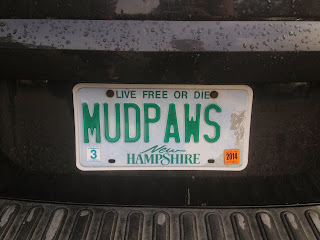 LIVE FREE OR DIE
MUDPAWS
3
New
HAMPSHIRE
2014